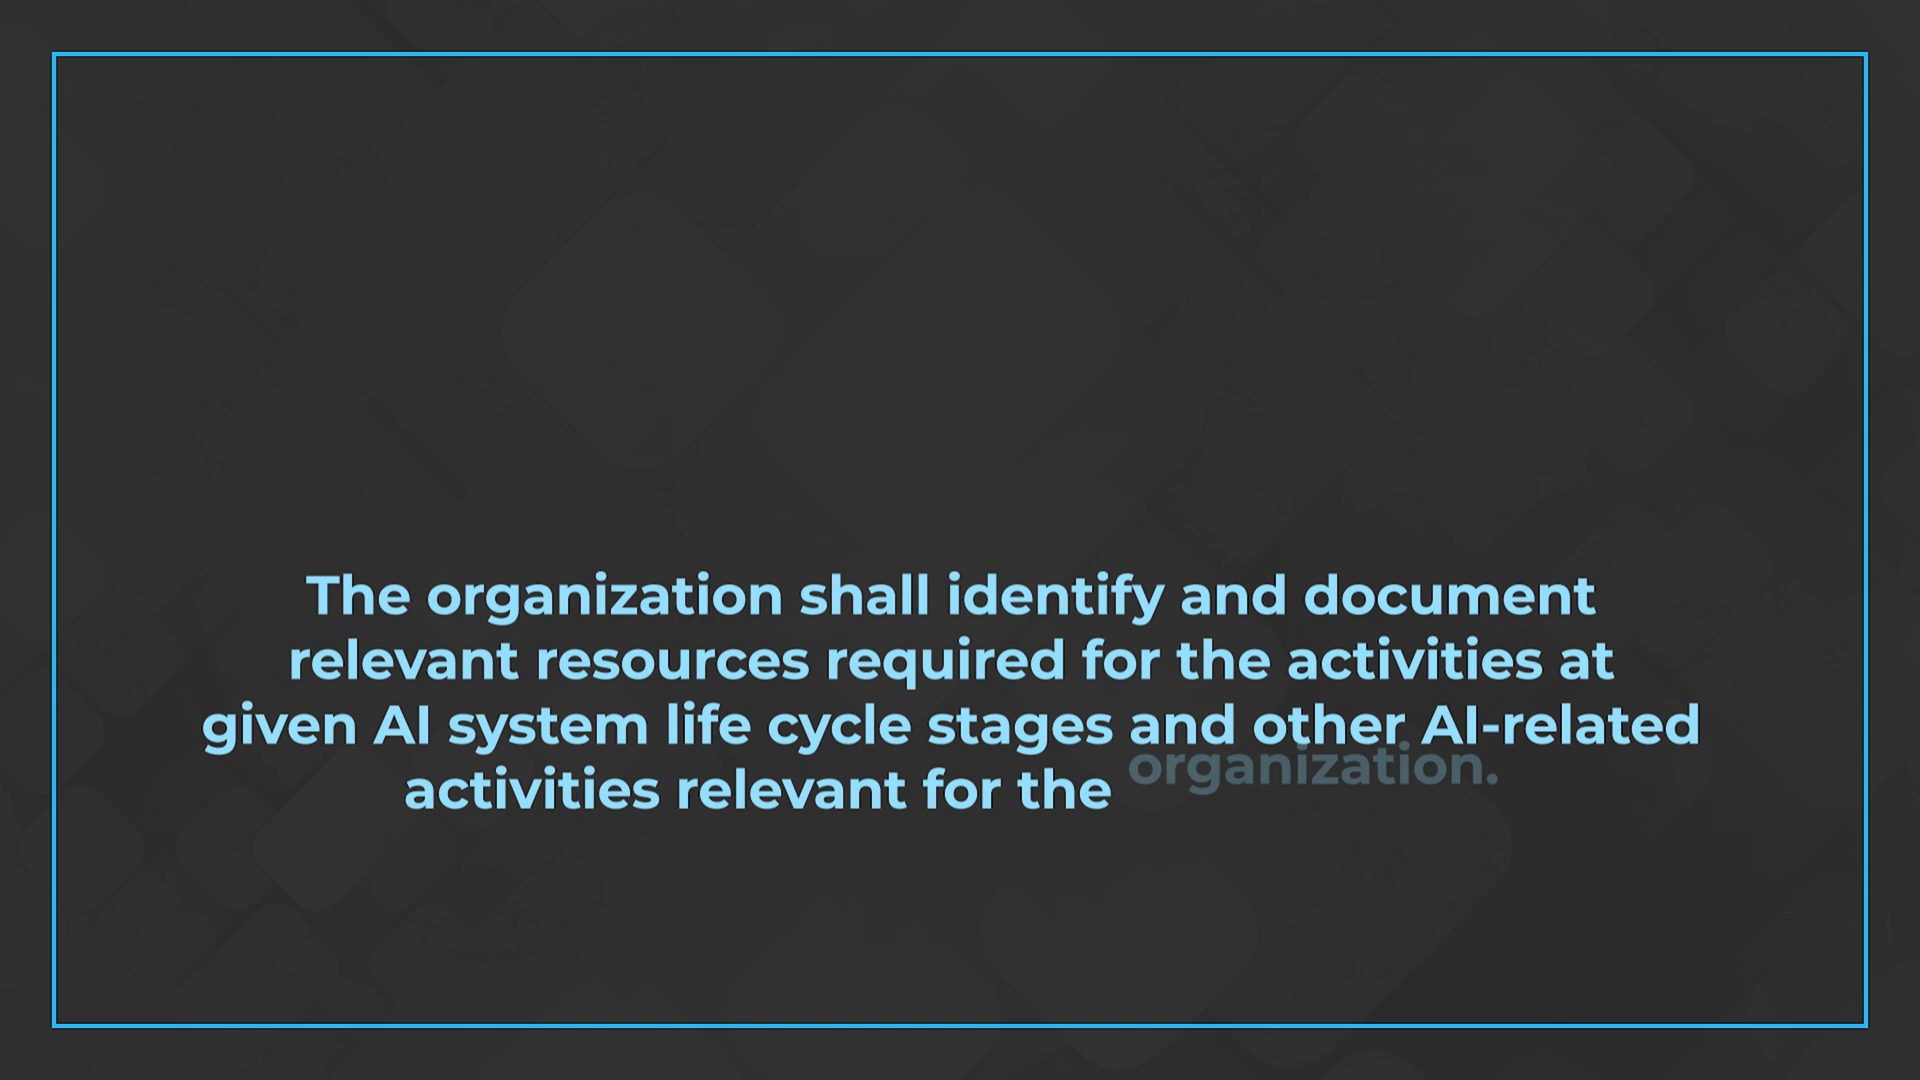 The organization shall identify and document
relevant resources required for the activities at
given AI system life cycle stages and other AI-related
activities relevant for the organization.